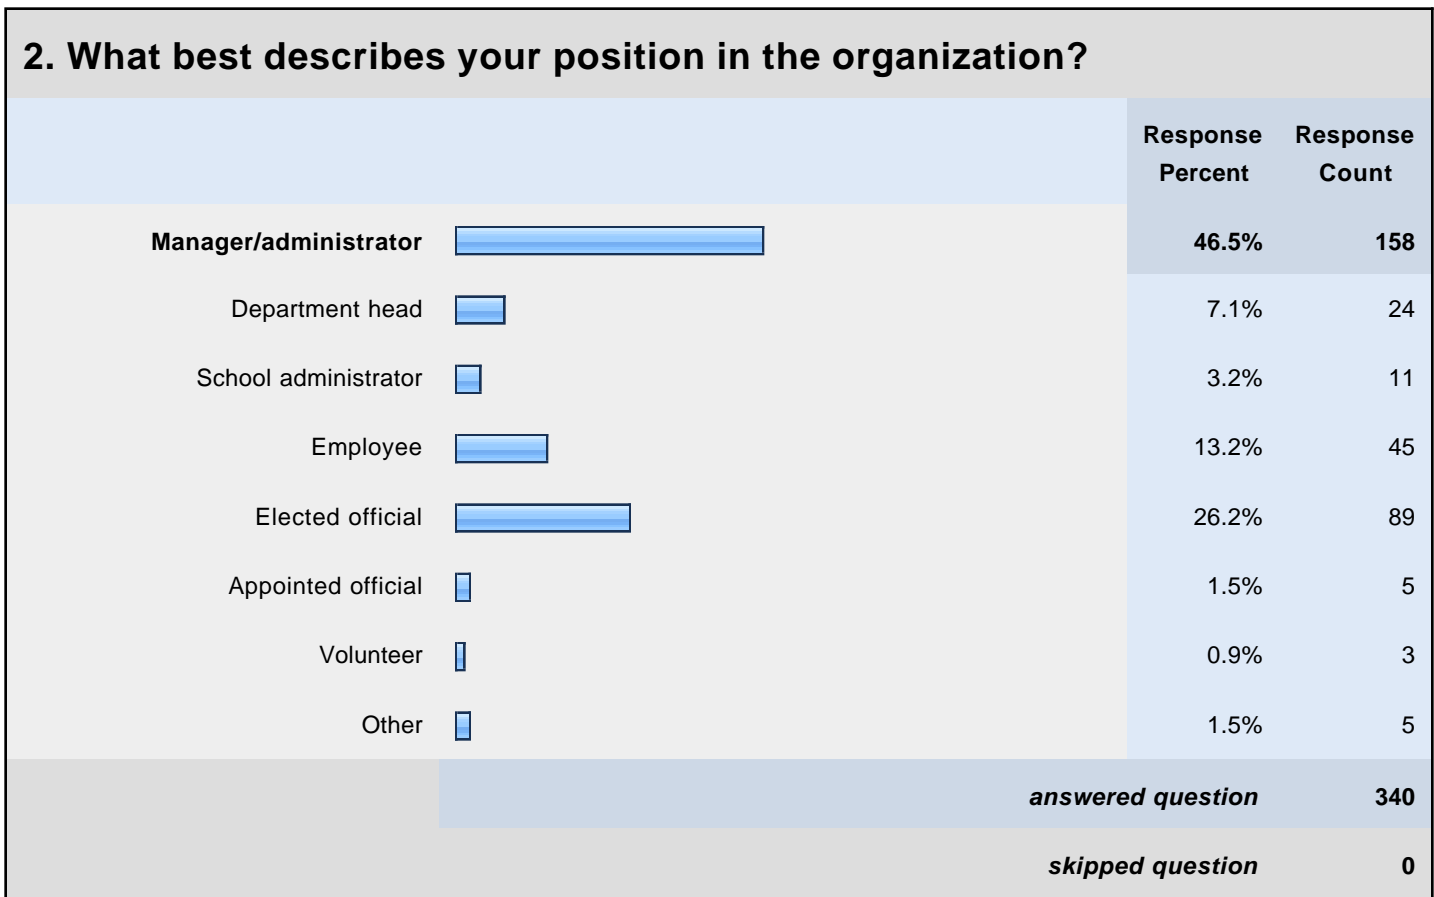 2. What best describes your position in the organization?
Response Percent Response Count
Manager/administrator 46.5% 158
Department head 7.1% 24
School administrator 3.2% 11
Employee 13.2% 45
Elected official 26.2% 89
Appointed official 1.5% 5
Volunteer 0.9% 3
Other 1.5% 5
answered question 340
skipped question 0